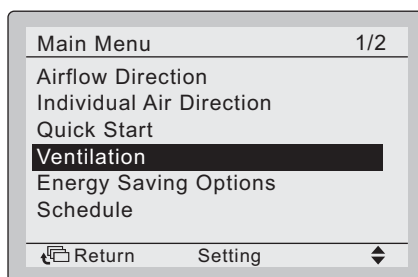 Main Menu 1/2
Airflow Direction
Individual Air Direction
Quick Start
Ventilation
Energy Saving Options
Schedule
Return Setting